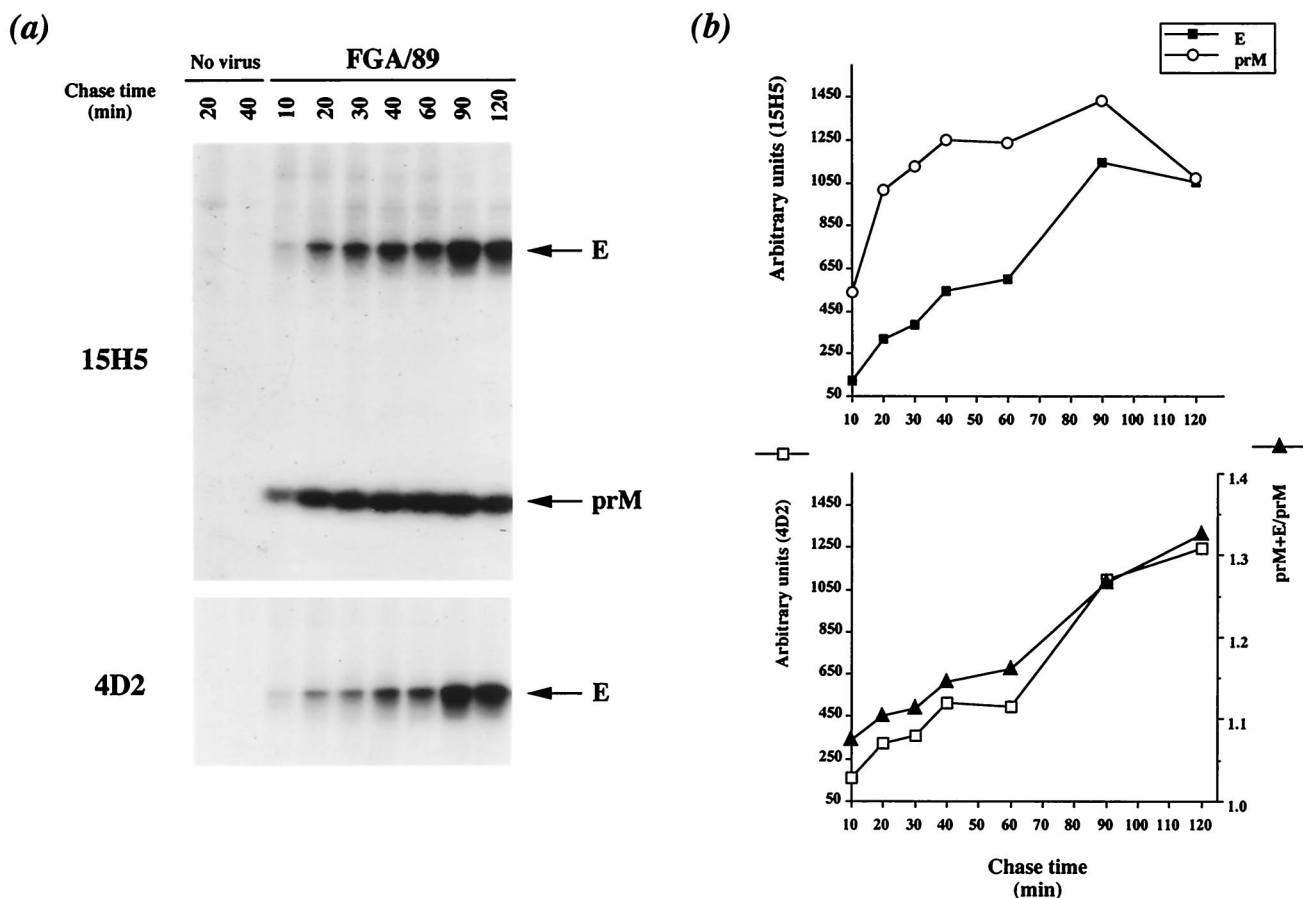 (a)
No virus
FGA/89
Chase time
(min)
20
40
10
20
30
40
60
90
120
15H5
E
prM
4D2
E
(b)
E
prM
Arbitrary units (15H5)
1450
1250
1050
850
650
450
250
50
10 20 30 40 50 60 70 80 90 100 110 120
Arbitrary units (4D2)
1450
1250
1050
850
650
450
250
50
prM+E/prM
1.4
1.3
1.2
1.1
1.0
10 20 30 40 50 60 70 80 90 100 110 120
Chase time
(min)